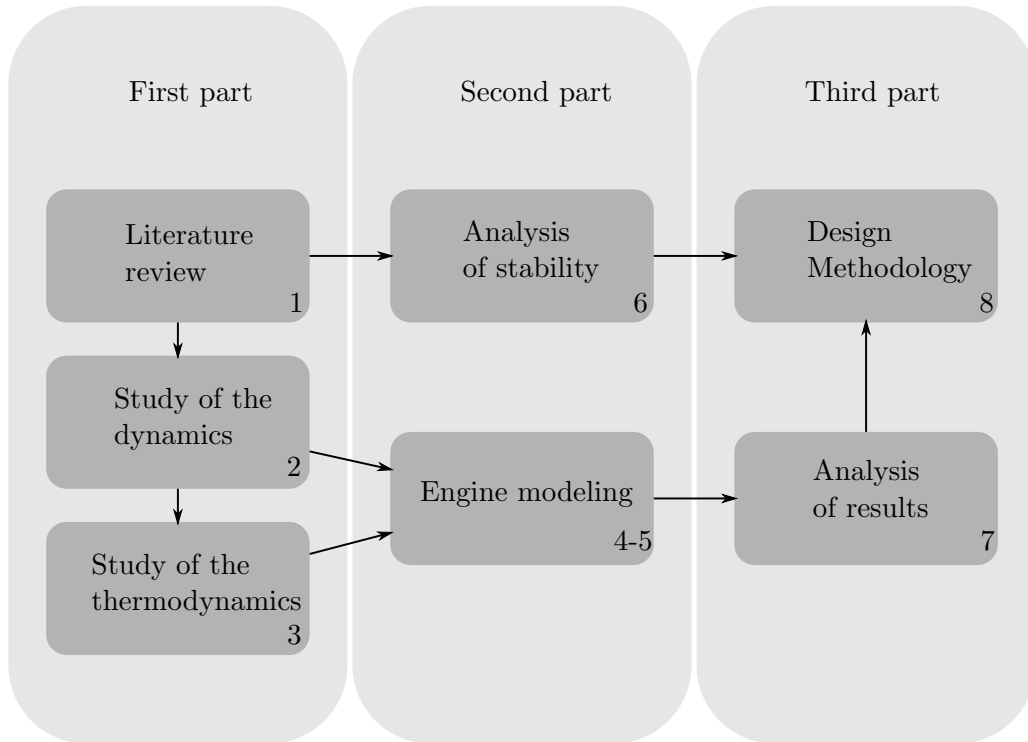 First part
Literature
review
1
Study of the
dynamics
2
Study of the
thermodynamics
3
Second part
Analysis
of stability
6
Engine modeling
4-5
Third part
Design
Methodology
8
Analysis
of results
7